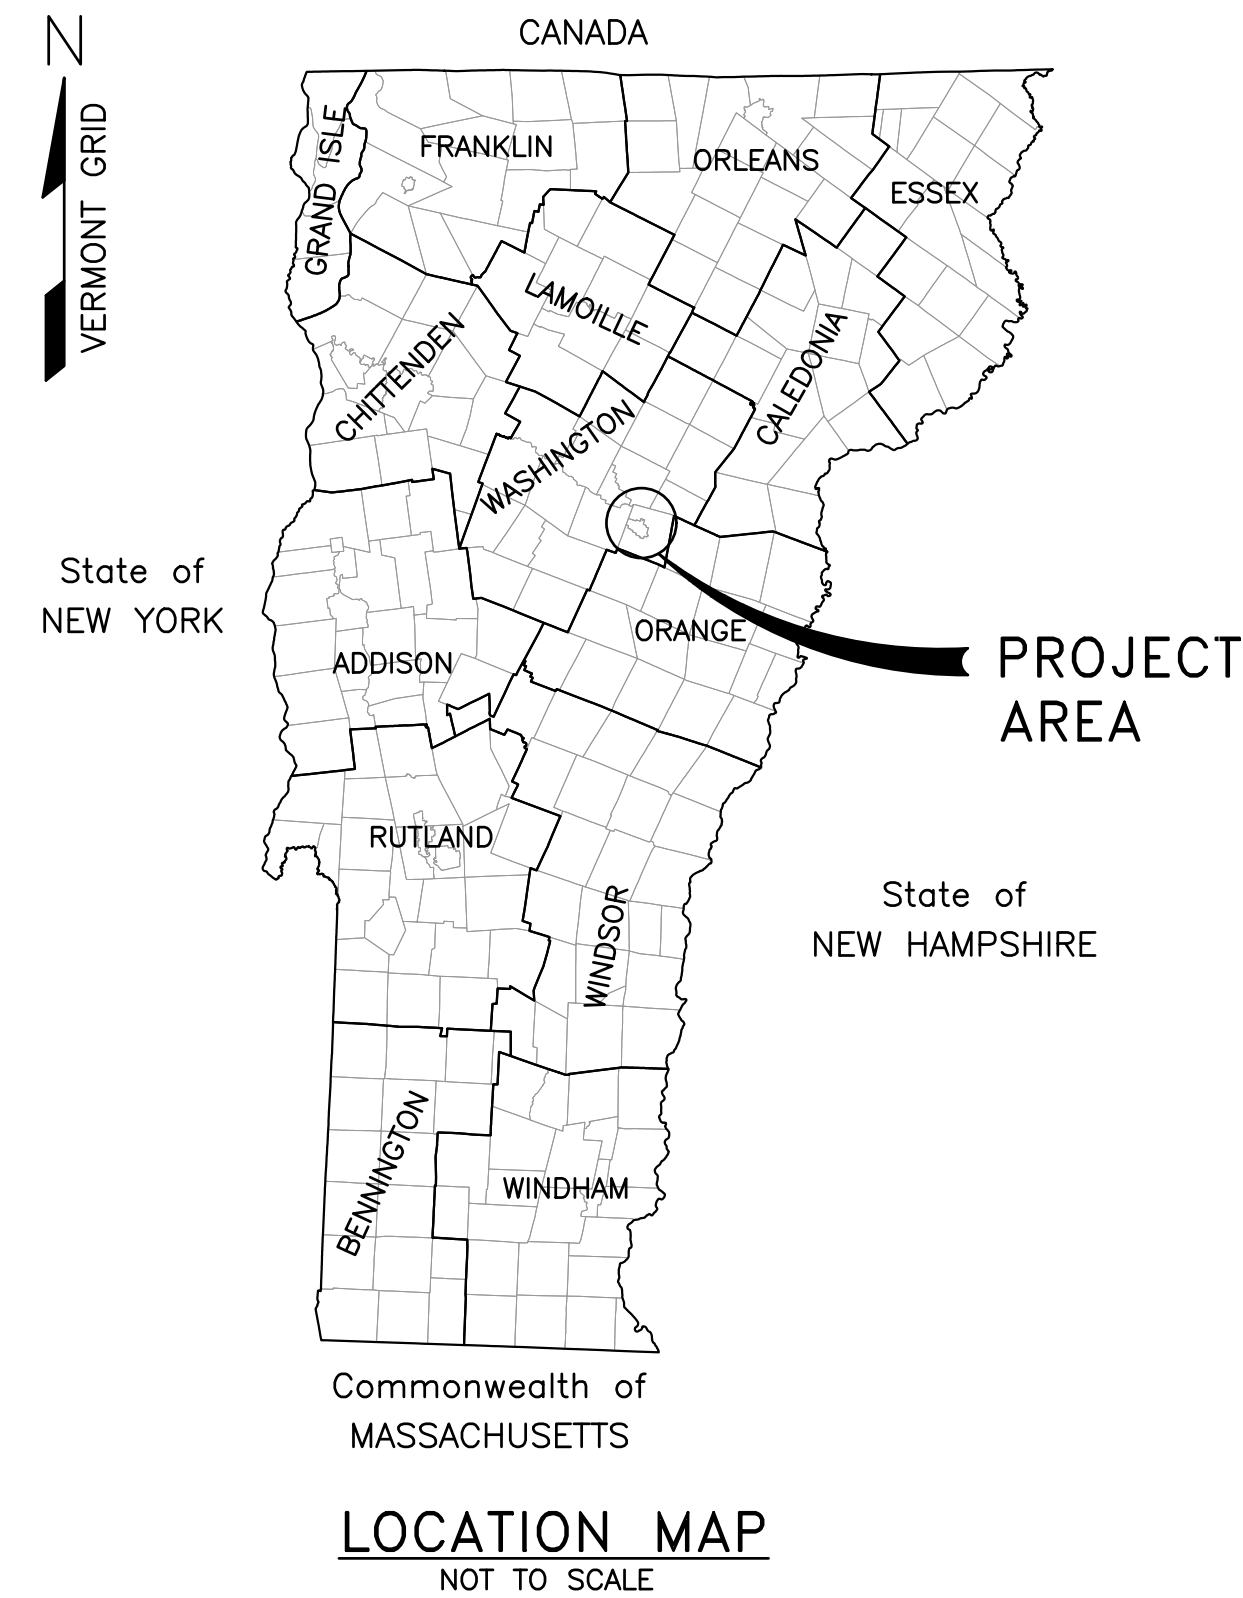 N
VERMONT GRID
CANADA
GRAND ISLE
FRANKLIN
ORLEANS
ESSEX
LAMOILLE
CHITTENDEN
CALEDONIA
WASHINGTON
State of
NEW YORK
ORANGE
ADDISON
PROJECT
AREA
RUTLAND
WINDSOR
State of
NEW HAMPSHIRE
BENNINGTON
WINDHAM
Commonwealth of
MASSACHUSETTS
LOCATION MAP
NOT TO SCALE